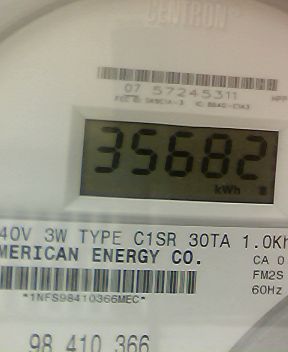 CENTRON
07 57245311
35682
kWh
40V 3W TYPE C1SR 30TA 1.0Kh
MERICAN ENERGY CO.
CA 0
FM2S
60Hz
*1NFS98410366MEC*
98 410 366